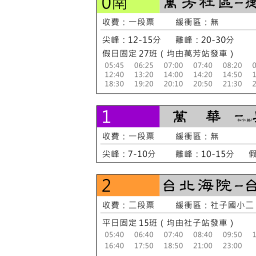 0南 萬芳社區-
收費：一段票 緩衝區：無
尖峰：12-15分 離峰：20-30分
假日固定27班（均由萬芳站發車）
05:45 06:25 07:00 07:40 08:20
12:40 13:20 14:00 14:20 14:50
18:30 19:20 20:10 20:50 21:30
1 萬華-
收費：一段票 緩衝區：無
尖峰：7-10分 離峰：10-15分
2 台北海院-台
收費：二段票 緩衝區：社子國小二
平日固定15班（均由社子站發車）
05:40 06:40 07:40 08:40 09:50
16:40 17:50 18:50 21:00 23:00